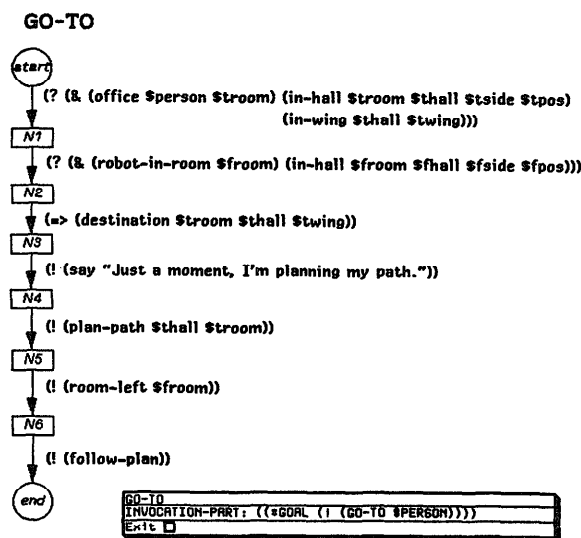 GO-TO
start
(? (& (office $person $troom) (in-hall $troom $thall $tside $tpos)
(in-wing $thall $twing)))
N1
(? (& (robot-in-room $froom) (in-hall $froom $fhall $fside $fpos)))
N2
(=> (destination $troom $thall $twing))
N3
(! (say "Just a moment, I'm planning my path."))
N4
(! (plan-path $thall $troom))
N5
(! (room-left $froom))
N6
(! (follow-plan))
end
GO-TO
INVOCATION-PART: ((*GOAL (! (GO-TO $PERSON))))
Exit